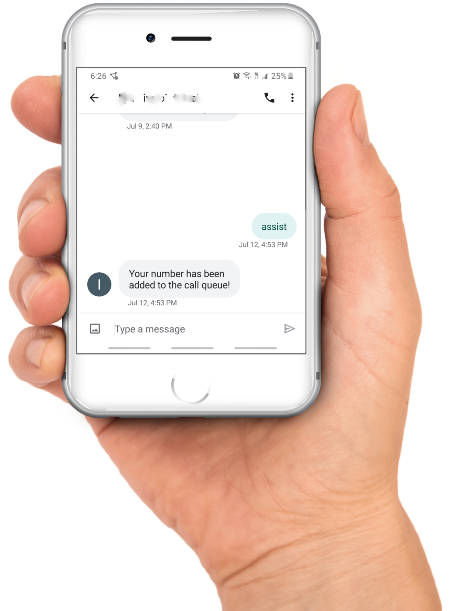 6:26
25%
Jul 9, 2:40 PM
assist
Jul 12, 4:53 PM
I
Your number has been
added to the call queue!
Jul 12, 4:53 PM
Type a message